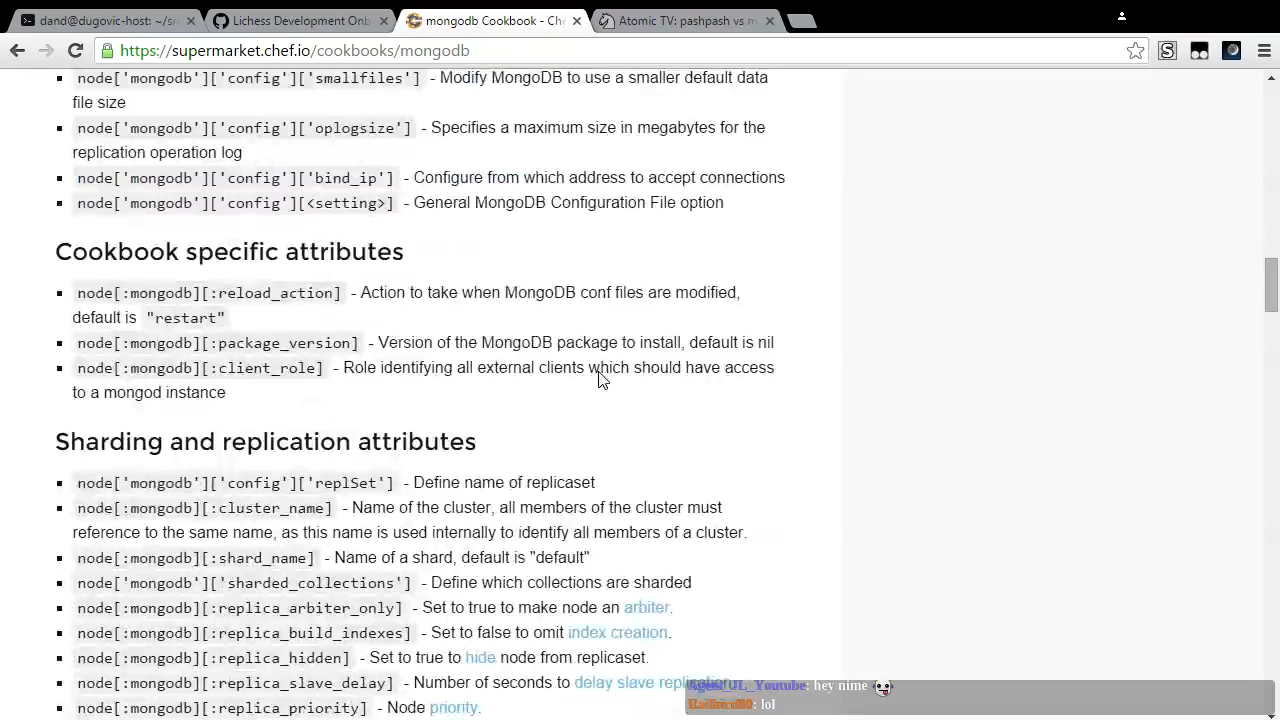 dand@dugovic-host: ~/sr
Lichess Development Onb
mongodb Cookbook - Che
Atomic TV: pashpash vs m
https://supermarket.chef.io/cookbooks/mongodb
node['mongodb']['config']['smallfiles'] - Modify MongoDB to use a smaller default data
file size
node['mongodb']['config']['oplogsize'] - Specifies a maximum size in megabytes for the
replication operation log
node['mongodb']['config']['bind_ip'] - Configure from which address to accept connections
node['mongodb']['config'][<setting>] - General MongoDB Configuration File option
Cookbook specific attributes
node[:mongodb][:reload_action] - Action to take when MongoDB conf files are modified,
default is "restart"
node[:mongodb][:package_version] - Version of the MongoDB package to install, default is nil
node[:mongodb][:client_role] - Role identifying all external clients which should have access
to a mongod instance
Sharding and replication attributes
node['mongodb']['config']['replSet'] - Define name of replicaset
node[:mongodb][:cluster_name] - Name of the cluster, all members of the cluster must
reference to the same name, as this name is used internally to identify all members of a cluster.
node[:mongodb][:shard_name] - Name of a shard, default is "default"
node['mongodb']['sharded_collections'] - Define which collections are sharded
node[:mongodb][:replica_arbiter_only] - Set to true to make node an arbiter.
node[:mongodb][:replica_build_indexes] - Set to false to omit index creation.
node[:mongodb][:replica_hidden] - Set to true to hide node from replicaset.
node[:mongodb][:replica_slave_delay] - Number of seconds to delay slave replication.
node[:mongodb][:replica_priority] - Node priority.
: hey nime
: lol